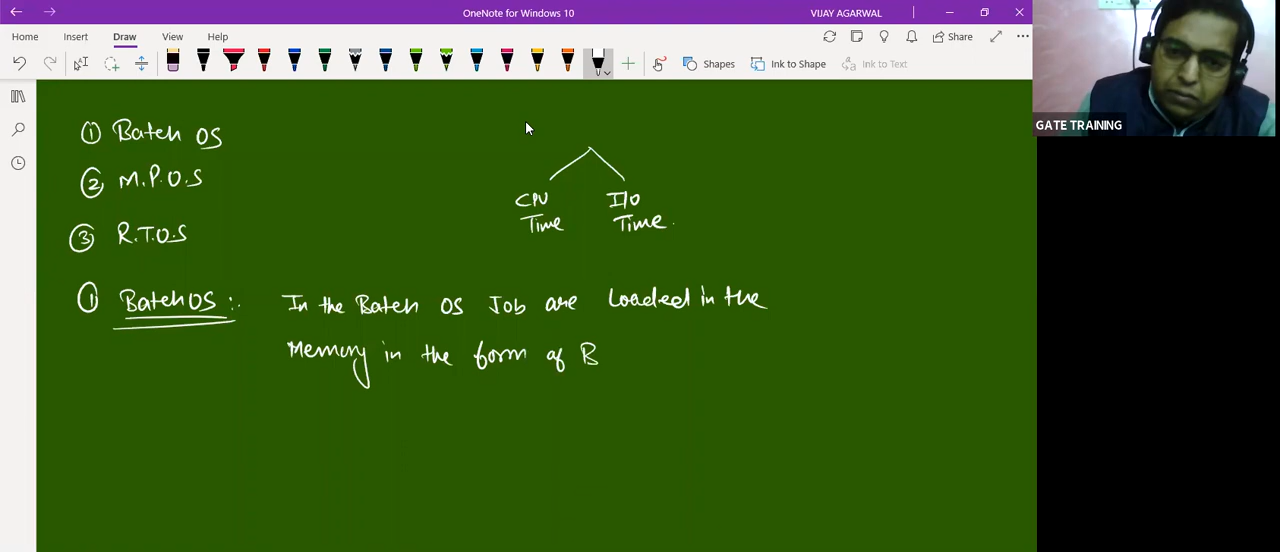 OneNote for Windows 10
VIJAY AGARWAL
Home Insert Draw View Help
Share
Shapes Ink to Shape Ink to Text
GATE TRAINING
① Batch OS
② M.P.O.S
③ R.T.O.S
CPU Time
I/O Time.
① Batch OS :. In the Batch OS Job are Loaded in the
Memory in the form of B